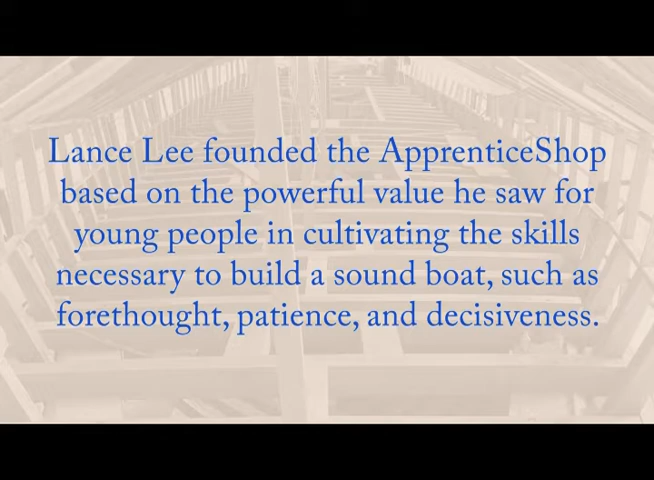 Lance Lee founded the ApprenticeShop
based on the powerful value he saw for
young people in cultivating the skills
necessary to build a sound boat, such as
forethought, patience, and decisiveness.